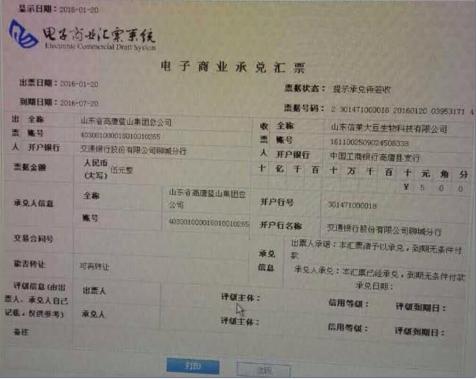 显示日期：2016-01-20
电子商业汇票系统
Electronic Commercial Draft System
电子商业承兑汇票
出票日期：2016-01-20
票据状态： 提示承兑待签收
到期日期：2016-07-20
票据号码： 2 301471000018 20160120 03953171 4
出票人 全称 山东省高唐蓝山集团总公司
收票人 全称 山东信莱大豆生物科技有限公司
账号 403001000018010010265
账号 1611002509024506338
开户银行 交通银行股份有限公司聊城分行
开户银行 中国工商银行高唐县支行
票据金额 人民币(大写) 伍元整
十 亿 千 百 十 万 千 百 十 元 角 分
￥ 5 0 0
承兑人信息 全称 山东省高唐蓝山集团总公司
开户行号 301471000018
账号 403001000018010010265
开户行名称 交通银行股份有限公司聊城分行
交易合同号
承兑信息 出票人承诺：本汇票请予以承兑，到期无条件付款
能否转让 可再转让
承兑人承兑：本汇票已经承兑，到期无条件付款
承兑日期：
评级信息（由出票人、承兑人自己记载，仅供参考）
出票人 评级主体： 信用等级： 评级到期日：
承兑人 评级主体： 信用等级： 评级到期日：
备注
打印